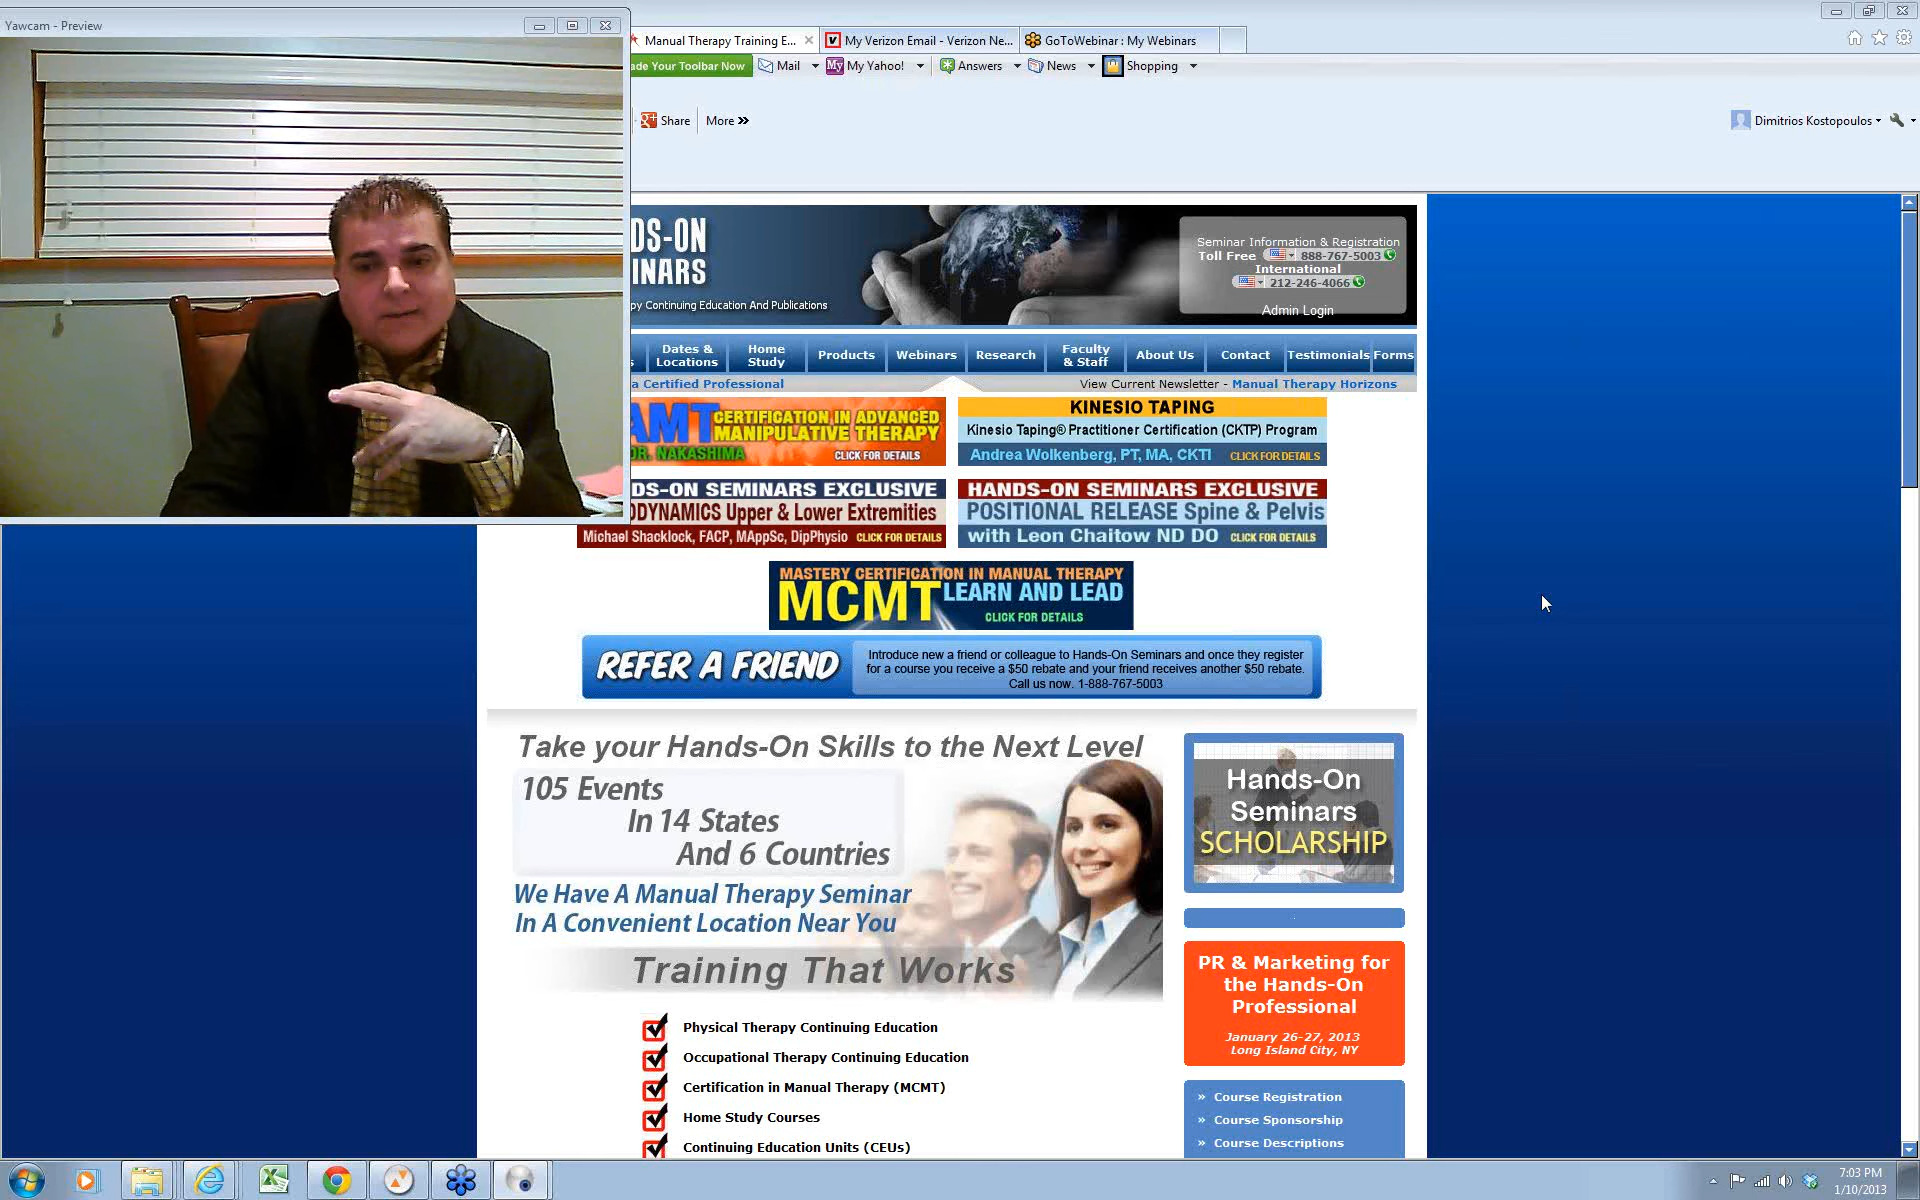 Yawcam - Preview
Manual Therapy Training E...
My Verizon Email - Verizon Ne...
GoToWebinar : My Webinars
ade Your Toolbar Now
Mail
My Yahoo!
Answers
News
Shopping
Share
More »
Dimitrios Kostopoulos
DS-ON
INARS
py Continuing Education And Publications
Seminar Information & Registration
Toll Free 888-767-5003
International
212-246-4066
Admin Login
s
Dates & Locations
Home Study
Products
Webinars
Research
Faculty & Staff
About Us
Contact
Testimonials
Forms
a Certified Professional
View Current Newsletter - Manual Therapy Horizons
AMT CERTIFICATION IN ADVANCED
MANIPULATIVE THERAPY
DR. NAKASHIMA CLICK FOR DETAILS
KINESIO TAPING
Kinesio Taping® Practitioner Certification (CKTP) Program
Andrea Wolkenberg, PT, MA, CKTI CLICK FOR DETAILS
DS-ON SEMINARS EXCLUSIVE
ODYNAMICS Upper & Lower Extremities
Michael Shacklock, FACP, MAppSc, DipPhysio CLICK FOR DETAILS
HANDS-ON SEMINARS EXCLUSIVE
POSITIONAL RELEASE Spine & Pelvis
with Leon Chaitow ND DO CLICK FOR DETAILS
MASTERY CERTIFICATION IN MANUAL THERAPY
MCMT LEARN AND LEAD
CLICK FOR DETAILS
REFER A FRIEND
Introduce new a friend or colleague to Hands-On Seminars and once they register
for a course you receive a $50 rebate and your friend receives another $50 rebate.
Call us now. 1-888-767-5003
Take your Hands-On Skills to the Next Level
105 Events
In 14 States
And 6 Countries
We Have A Manual Therapy Seminar
In A Convenient Location Near You
Training That Works
Physical Therapy Continuing Education
Occupational Therapy Continuing Education
Certification in Manual Therapy (MCMT)
Home Study Courses
Continuing Education Units (CEUs)
Hands-On
Seminars
SCHOLARSHIP
PR & Marketing for
the Hands-On
Professional
January 26-27, 2013
Long Island City, NY
» Course Registration
» Course Sponsorship
» Course Descriptions
7:03 PM
1/10/2013